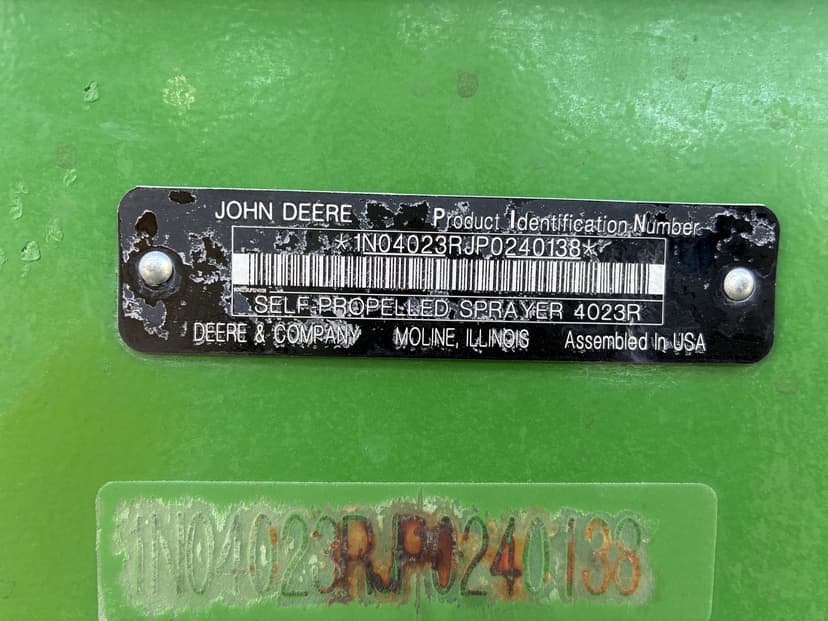 JOHN DEERE Product Identification Number
*1N04023RJP0240138*
SELF-PROPELLED SPRAYER 4023R
DEERE & COMPANY MOLINE, ILLINOIS Assembled In USA
1N04023RJP0240138